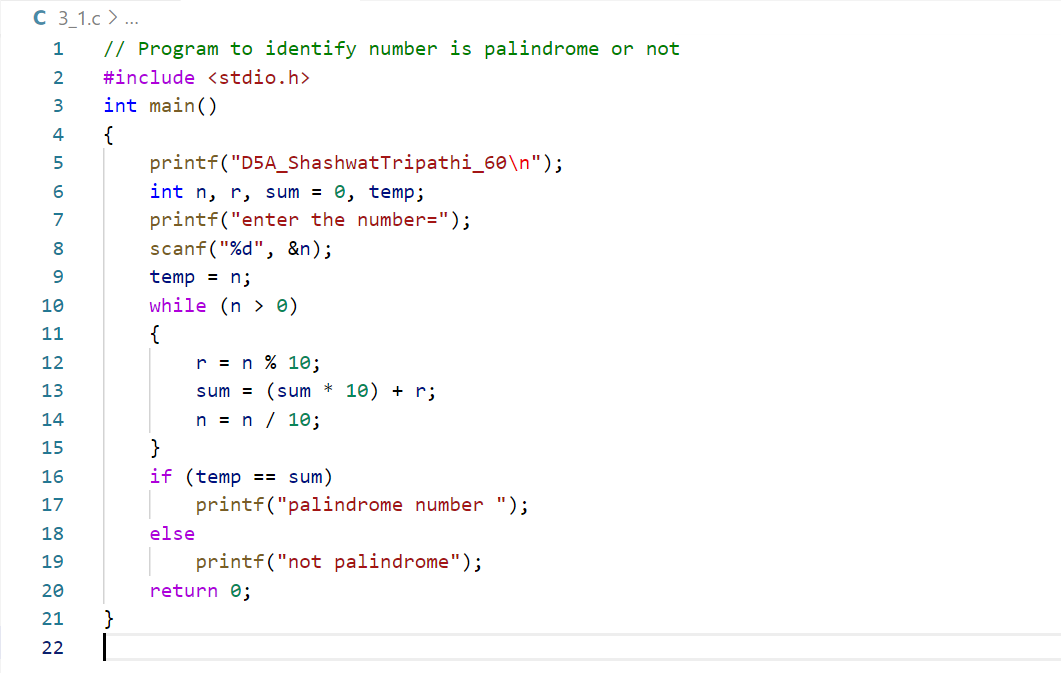 C 3_1.c > ...
1 // Program to identify number is palindrome or not
2 #include <stdio.h>
3 int main()
4 {
5     printf("D5A_ShashwatTripathi_60\n");
6     int n, r, sum = 0, temp;
7     printf("enter the number=");
8     scanf("%d", &n);
9     temp = n;
10     while (n > 0)
11     {
12         r = n % 10;
13         sum = (sum * 10) + r;
14         n = n / 10;
15     }
16     if (temp == sum)
17         printf("palindrome number ");
18     else
19         printf("not palindrome");
20     return 0;
21 }
22